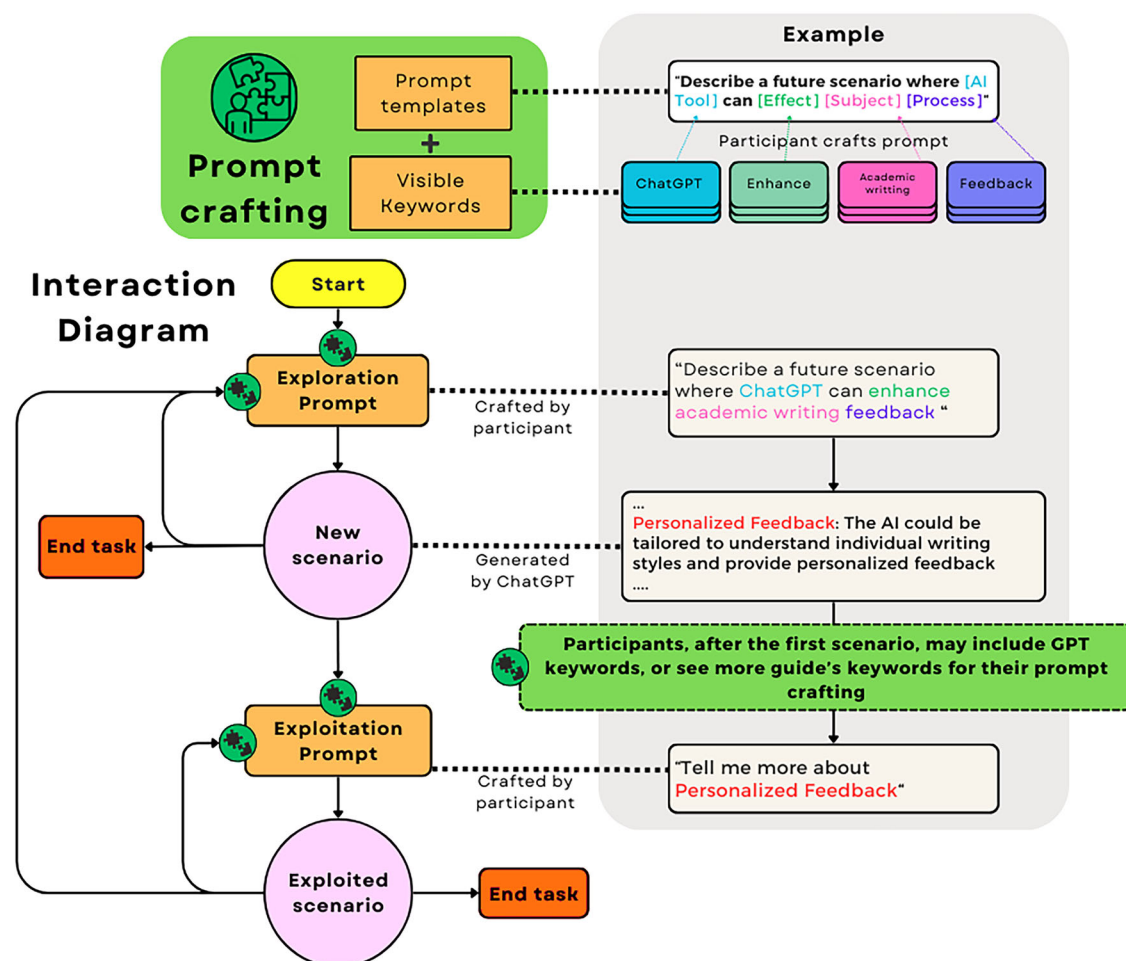 Prompt
crafting
Prompt
templates
+
Visible
Keywords
Example
“Describe a future scenario where [AI
Tool] can [Effect] [Subject] [Process]“
Participant crafts prompt
ChatGPT
Enhance
Academic
writting
Feedback
Interaction
Diagram
Start
Exploration
Prompt
Crafted by
participant
“Describe a future scenario
where ChatGPT can enhance
academic writing feedback “
New
scenario
End task
Generated
by ChatGPT
...
Personalized Feedback: The AI could be
tailored to understand individual writing
styles and provide personalized feedback
....
Participants, after the first scenario, may include GPT
keywords, or see more guide’s keywords for their prompt
crafting
Exploitation
Prompt
Crafted by
participant
“Tell me more about
Personalized Feedback“
Exploited
scenario
End task